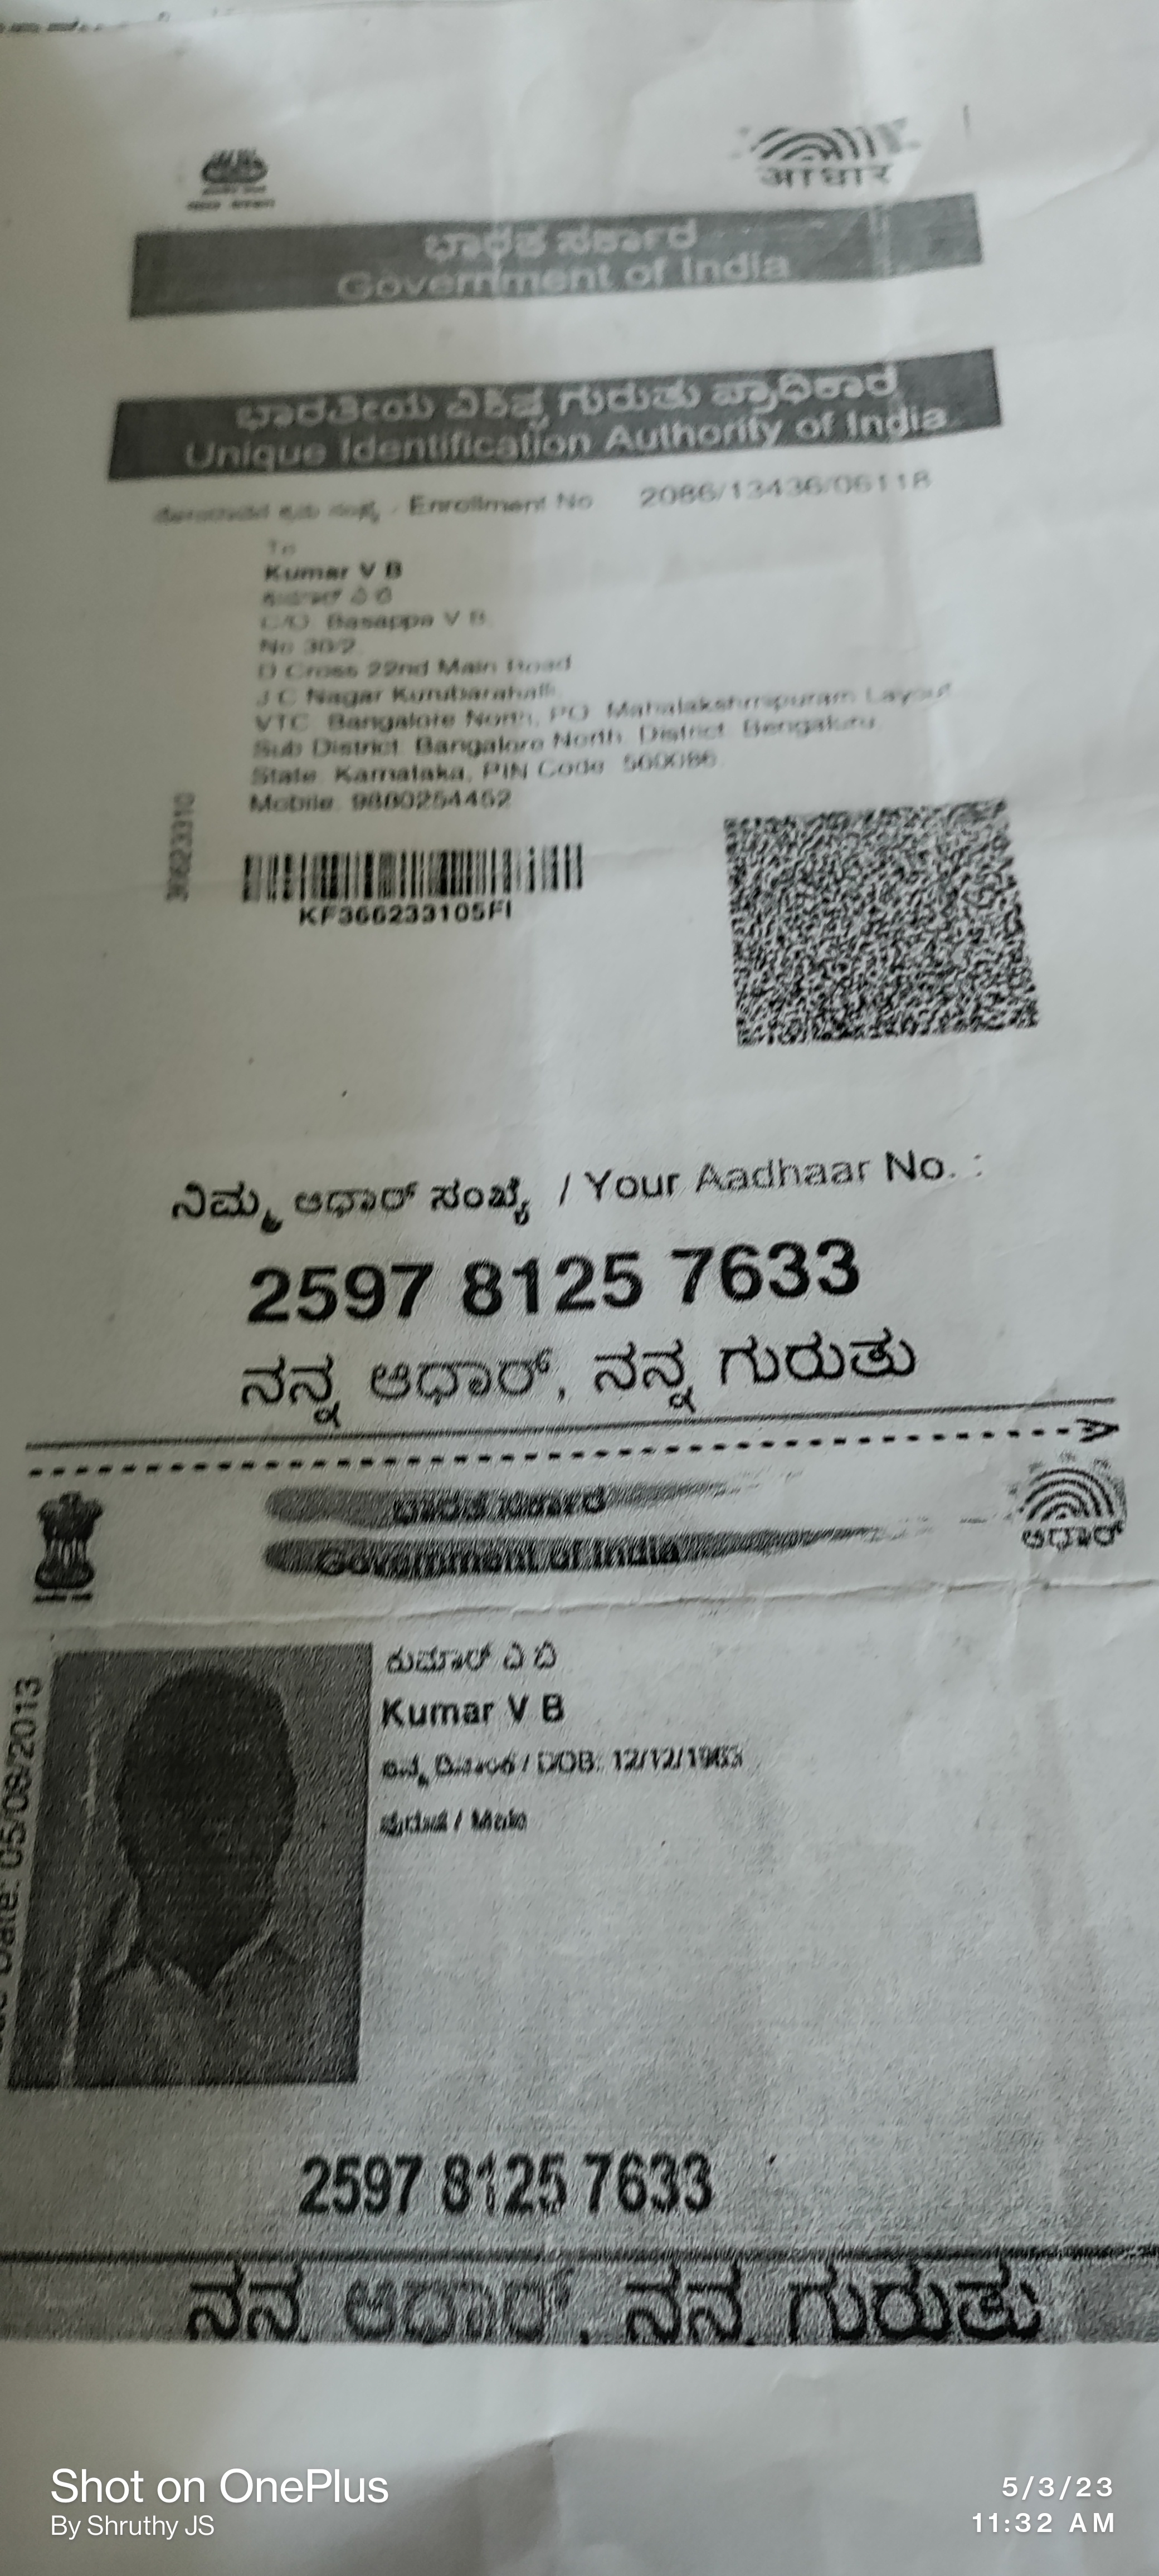 आधार
ಭಾರತ ಸರ್ಕಾರ
Government of India
ಭಾರತೀಯ ವಿಶಿಷ್ಟ ಗುರುತು ಪ್ರಾಧಿಕಾರ
Unique Identification Authority of India
/ Enrollment No 2086/13436/06118
To
Kumar V B
ಕುಮಾರ್ ವಿ ಬಿ
C/O Basappa V B
No 30/2
D Cross 22nd Main Road
J C Nagar Kurubarahalli
VTC Bangalore North, PO Mahalakshmipuram Layout
Sub District Bangalore North District Bengaluru
State Karnataka, PIN Code 560086
Mobile 9880254452
KF366233105FI
ನಿಮ್ಮ ಆಧಾರ್ ಸಂಖ್ಯೆ / Your Aadhaar No. :
2597 8125 7633
ನನ್ನ ಆಧಾರ್, ನನ್ನ ಗುರುತು
ಭಾರತ ಸರ್ಕಾರ
Government of India
ಆಧಾರ್
ಕುಮಾರ್ ವಿ ಬಿ
Kumar V B
/ DOB: 12/12/1963
/ Male
Date: 05/09/2013
2597 8125 7633
ನನ್ನ ಆಧಾರ್, ನನ್ನ ಗುರುತು
Shot on OnePlus
By Shruthy JS
5/3/23
11:32 AM